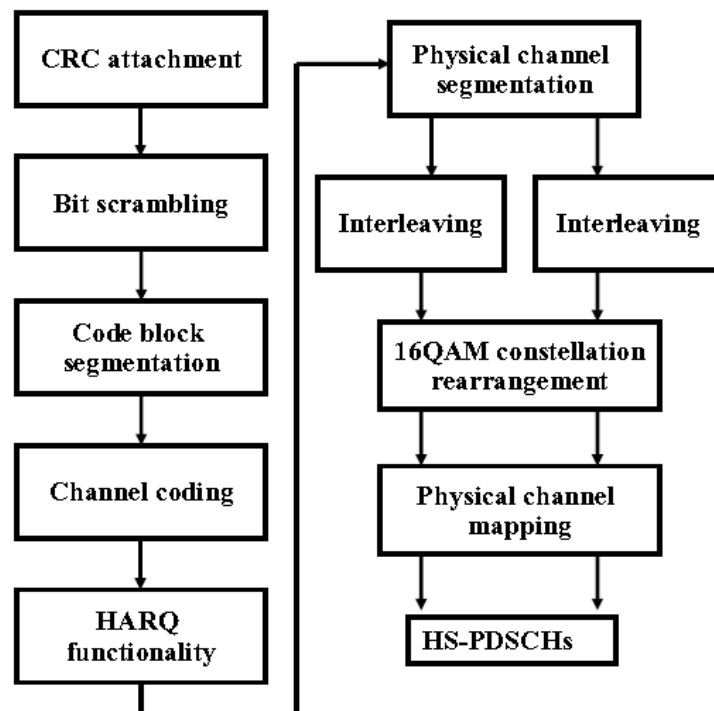 CRC attachment
Bit scrambling
Code block
segmentation
Channel coding
HARQ
functionality
Physical channel
segmentation
Interleaving
Interleaving
16QAM constellation
rearrangement
Physical channel
mapping
HS-PDSCHs